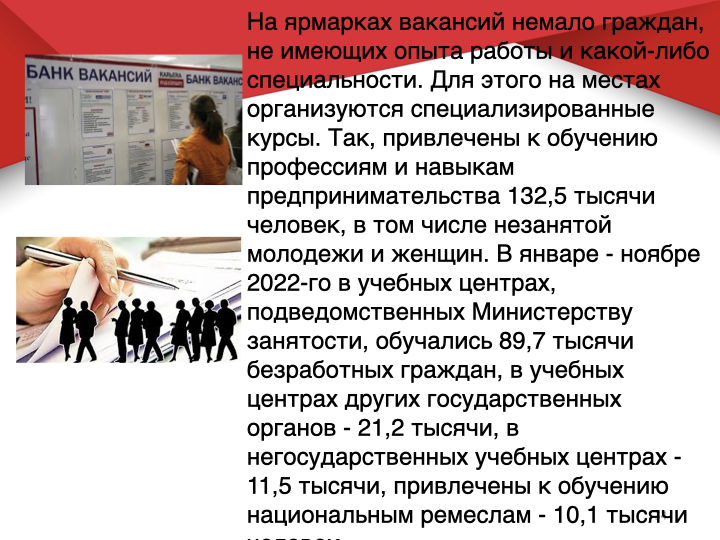 На ярмарках вакансий немало граждан,
не имеющих опыта работы и какой-либо
специальности. Для этого на местах
организуются специализированные
курсы. Так, привлечены к обучению
профессиям и навыкам
предпринимательства 132,5 тысячи
человек, в том числе незанятой
молодежи и женщин. В январе - ноябре
2022-го в учебных центрах,
подведомственных Министерству
занятости, обучались 89,7 тысячи
безработных граждан, в учебных
центрах других государственных
органов - 21,2 тысячи, в
негосударственных учебных центрах -
11,5 тысячи, привлечены к обучению
национальным ремеслам - 10,1 тысячи
БАНК ВАКАНСИЙ
КАРЬЕРА
БАНК ВАКАНС